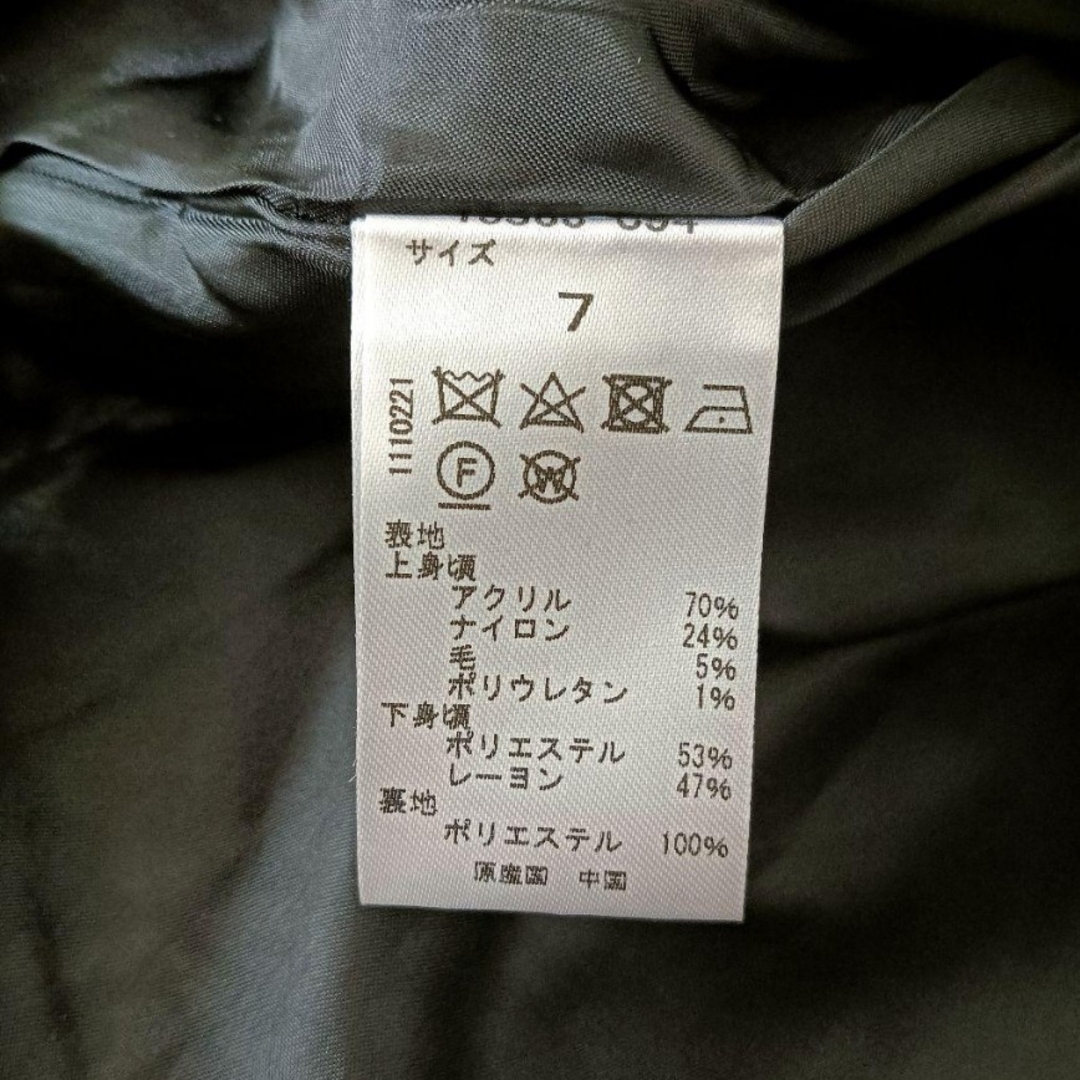 サイズ
7
1110221
F
W
表地
上身頃
アクリル 70%
ナイロン 24%
毛 5%
ポリウレタン 1%
下身頃
ポリエステル 53%
レーヨン 47%
裏地
ポリエステル 100%
原産国 中国